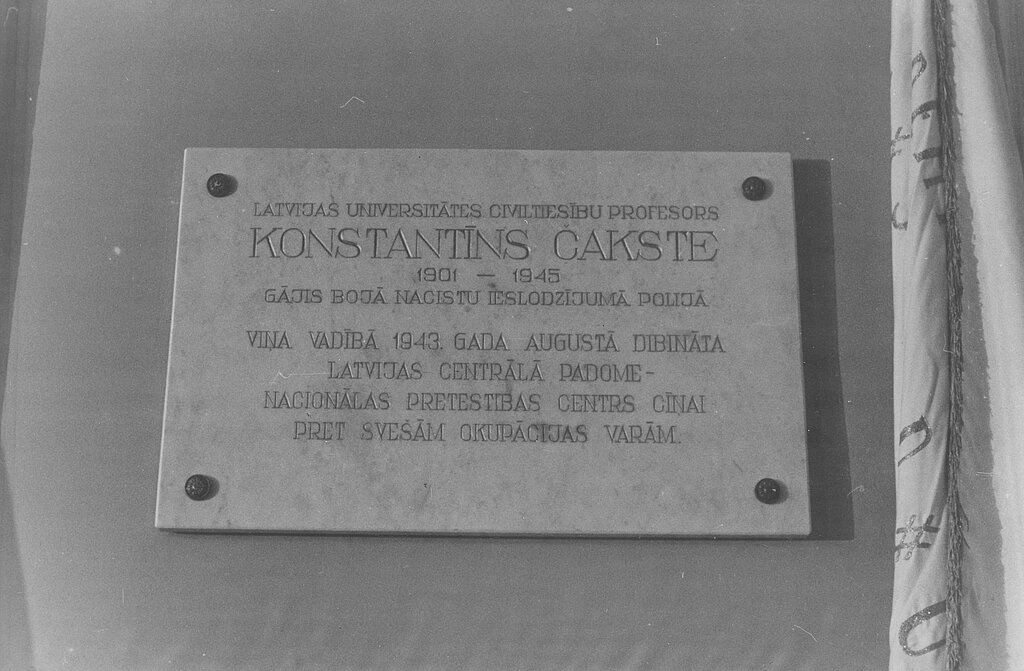 LATVIJAS UNIVERSITĀTES CIVILTIESĪBU PROFESORS
KONSTANTĪNS ČAKSTE
1901 — 1945
GĀJIS BOJĀ NACISTU IESLODZĪJUMĀ POLIJĀ
VIŅA VADĪBĀ 1943. GADA AUGUSTĀ DIBINĀTA
LATVIJAS CENTRĀLĀ PADOME-
NACIONĀLAS PRETESTĪBAS CENTRS CĪŅAI
PRET SVEŠĀM OKUPĀCIJAS VARĀM.